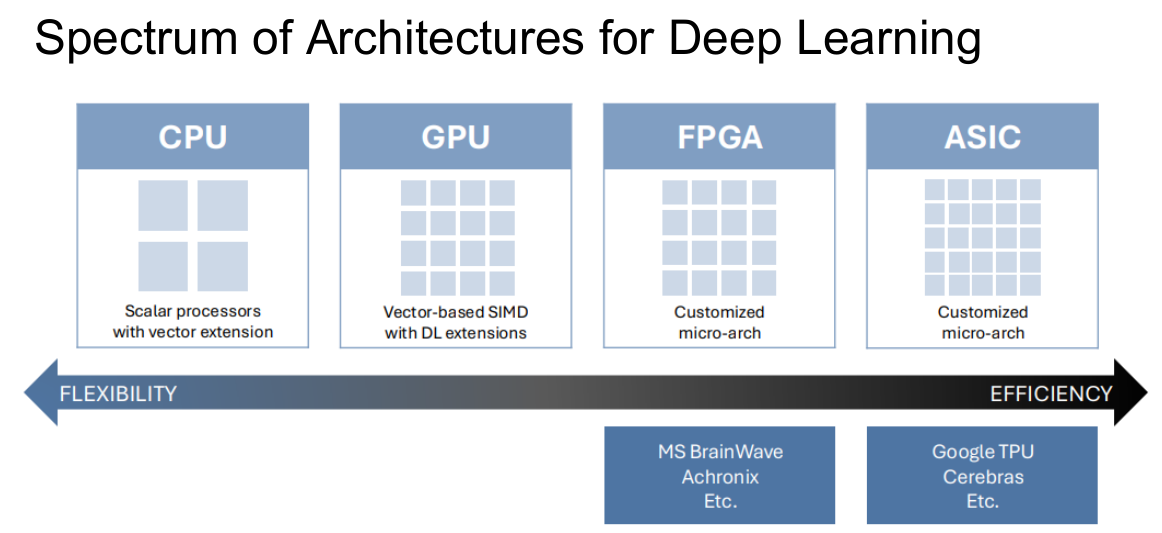 Spectrum of Architectures for Deep Learning
CPU
Scalar processors
with vector extension
GPU
Vector-based SIMD
with DL extensions
FPGA
Customized
micro-arch
ASIC
Customized
micro-arch
FLEXIBILITY
EFFICIENCY
MS BrainWave
Achronix
Etc.
Google TPU
Cerebras
Etc.